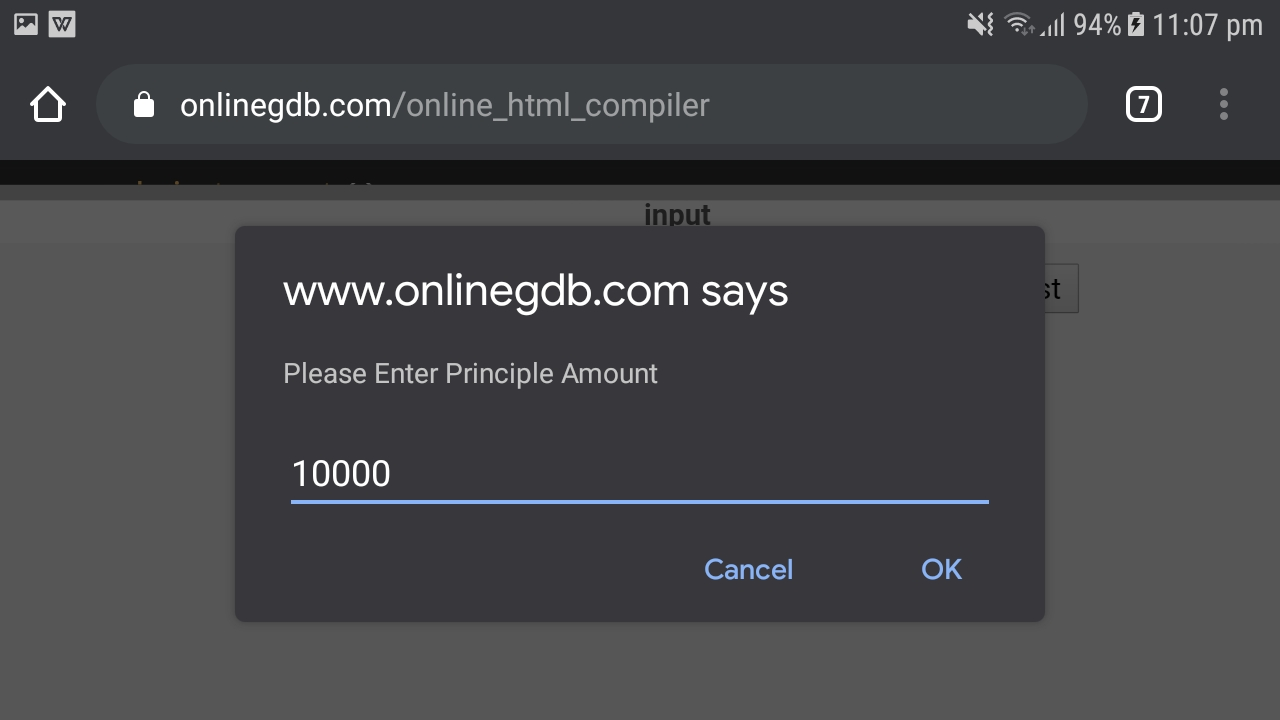 94% 11:07 pm
onlinegdb.com/online_html_compiler
7
input
www.onlinegdb.com says
st
Please Enter Principle Amount
10000
Cancel OK